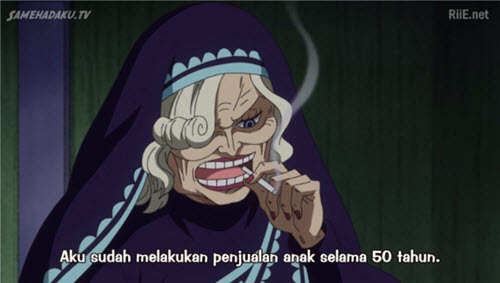 SAMEHADAKU.TV
RiiE.net
Aku sudah melakukan penjualan anak selama 50 tahun.